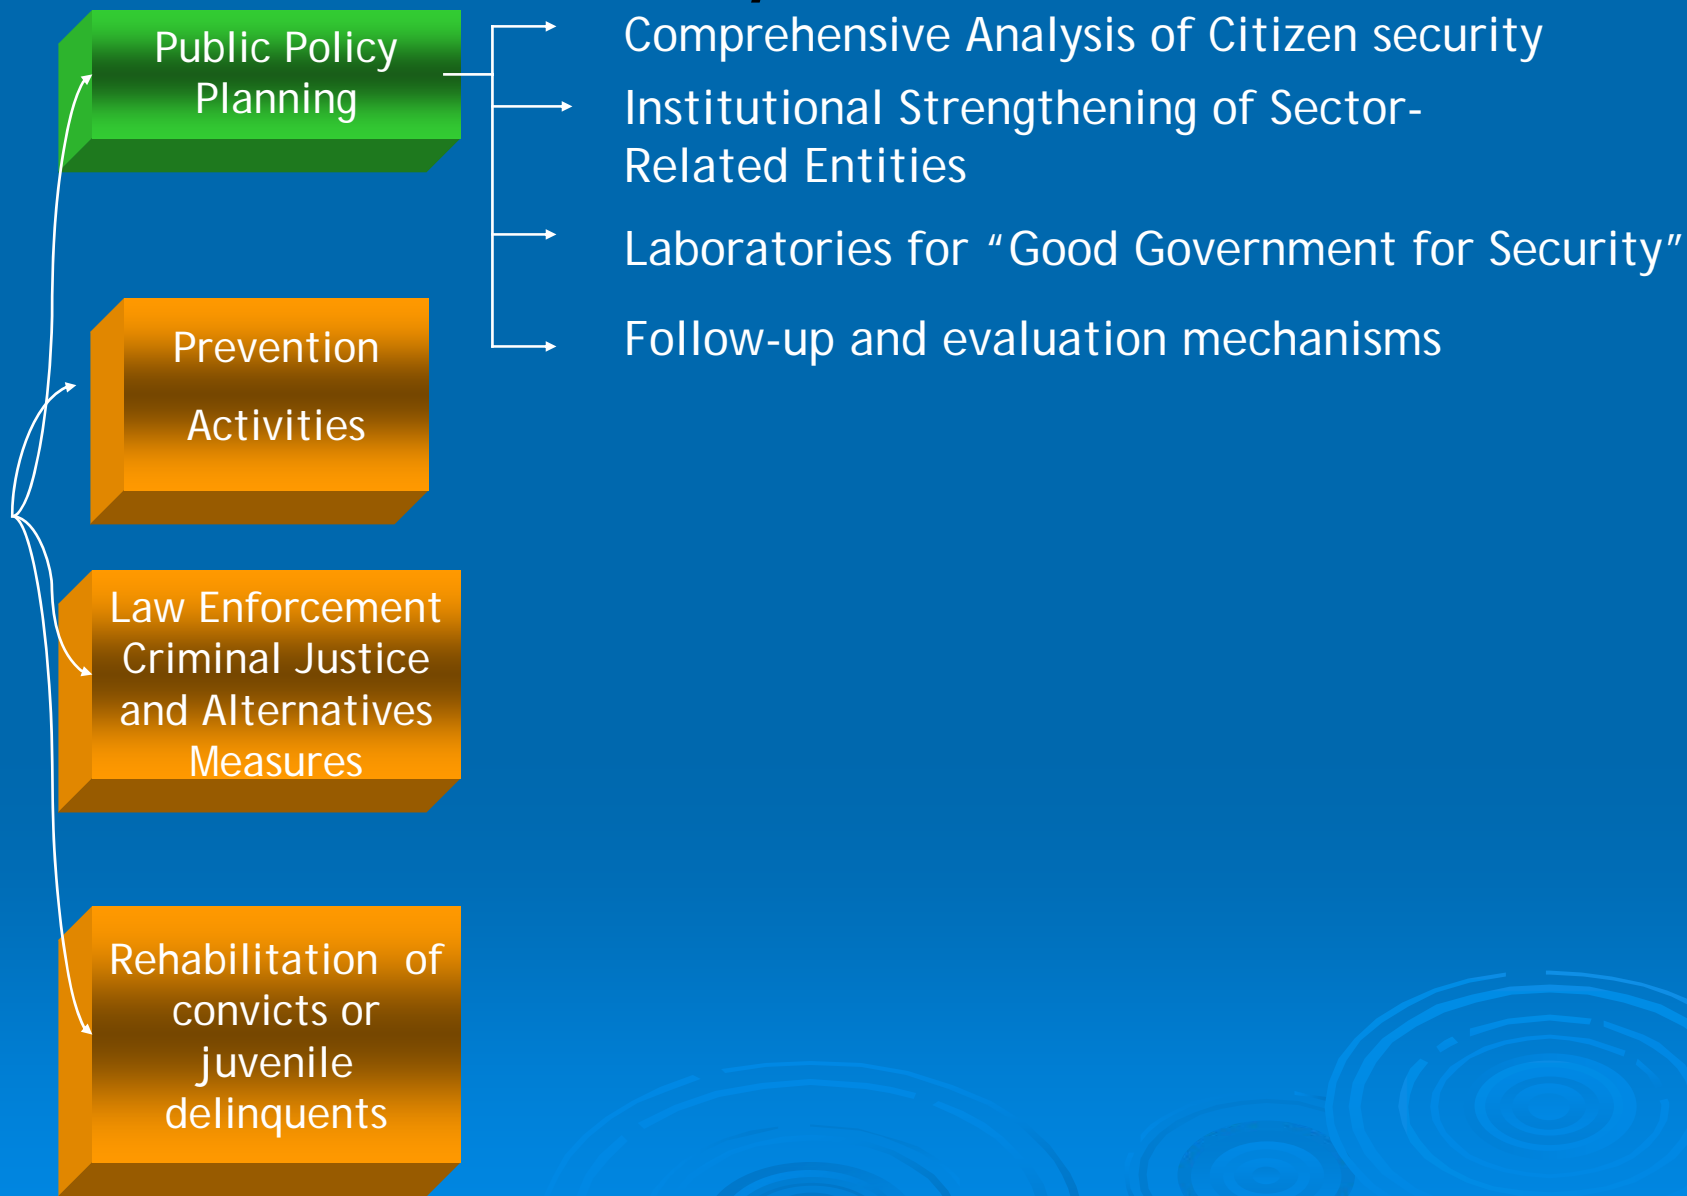 Public Policy
Planning
Comprehensive Analysis of Citizen security
Institutional Strengthening of Sector-
Related Entities
Laboratories for “Good Government for Security”
Follow-up and evaluation mechanisms
Prevention
Activities
Law Enforcement
Criminal Justice
and Alternatives
Measures
Rehabilitation of
convicts or
juvenile
delinquents